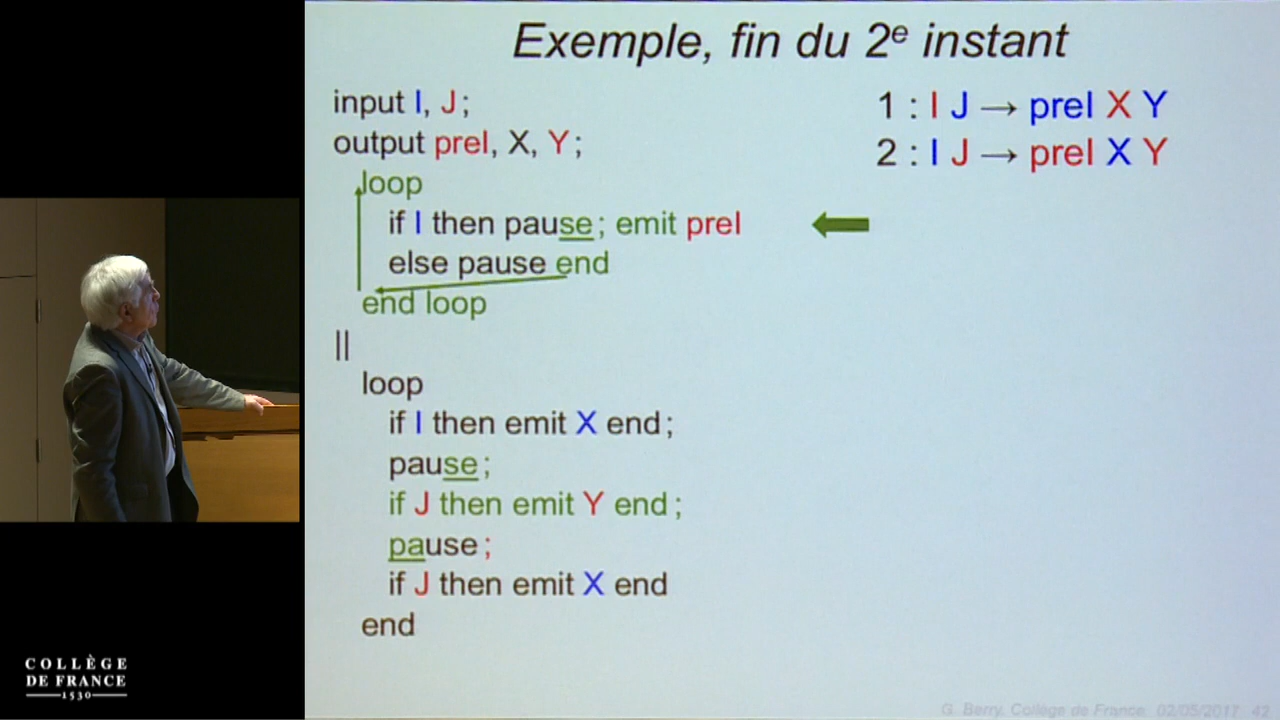 Exemple, fin du 2e instant
input I, J;
output prel, X, Y;
loop
if I then pause; emit prel
else pause end
end loop
||
loop
if I then emit X end;
pause;
if J then emit Y end;
pause;
if J then emit X end
end
1 : I J → prel X Y
2 : I J → prel X Y
COLLÈGE
DE FRANCE
1530
G. Berry, Collège de France, 02/05/2017 42